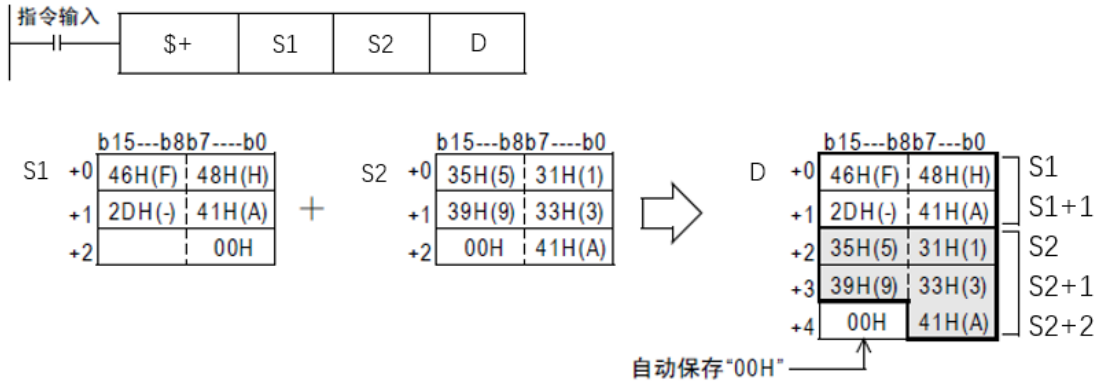 指令输入
$+ S1 S2 D
b15---b8b7----b0
S1 +0 46H(F) 48H(H)
+1 2DH(-) 41H(A)
+2 00H
+
b15---b8b7----b0
S2 +0 35H(5) 31H(1)
+1 39H(9) 33H(3)
+2 00H 41H(A)
b15---b8b7---b0
D +0 46H(F) 48H(H) S1
+1 2DH(-) 41H(A) S1+1
+2 35H(5) 31H(1) S2
+3 39H(9) 33H(3) S2+1
+4 00H 41H(A) S2+2
自动保存“00H”